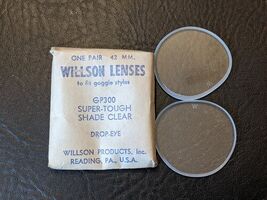 ONE PAIR 42 MM.
WILLSON LENSES
to fit goggle styles
GP300
SUPER-TOUGH
SHADE CLEAR
DROP-EYE
WILLSON PRODUCTS, Inc.
READING, PA., U.S.A.
W